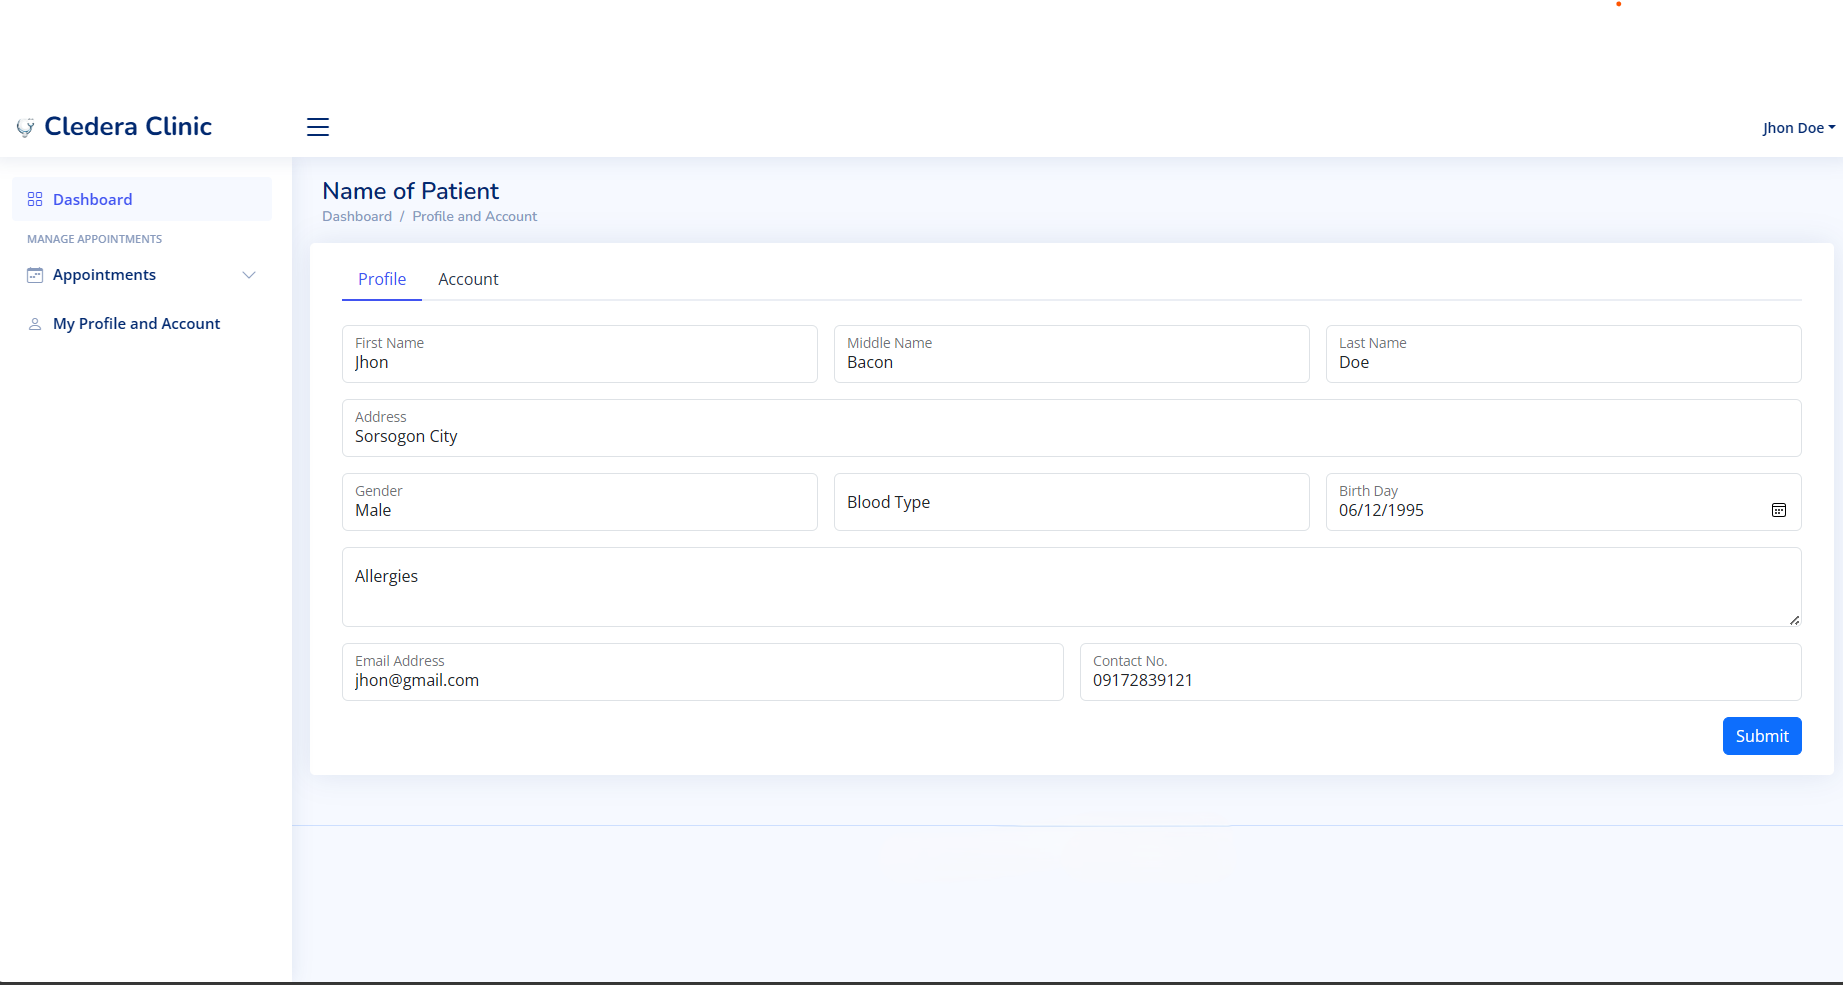 Cledera Clinic
Jhon Doe
Dashboard
MANAGE APPOINTMENTS
Appointments
My Profile and Account
Name of Patient
Dashboard / Profile and Account
Profile Account
First Name
Jhon
Middle Name
Bacon
Last Name
Doe
Address
Sorsogon City
Gender
Male
Blood Type
Birth Day
06/12/1995
Allergies
Email Address
jhon@gmail.com
Contact No.
09172839121
Submit